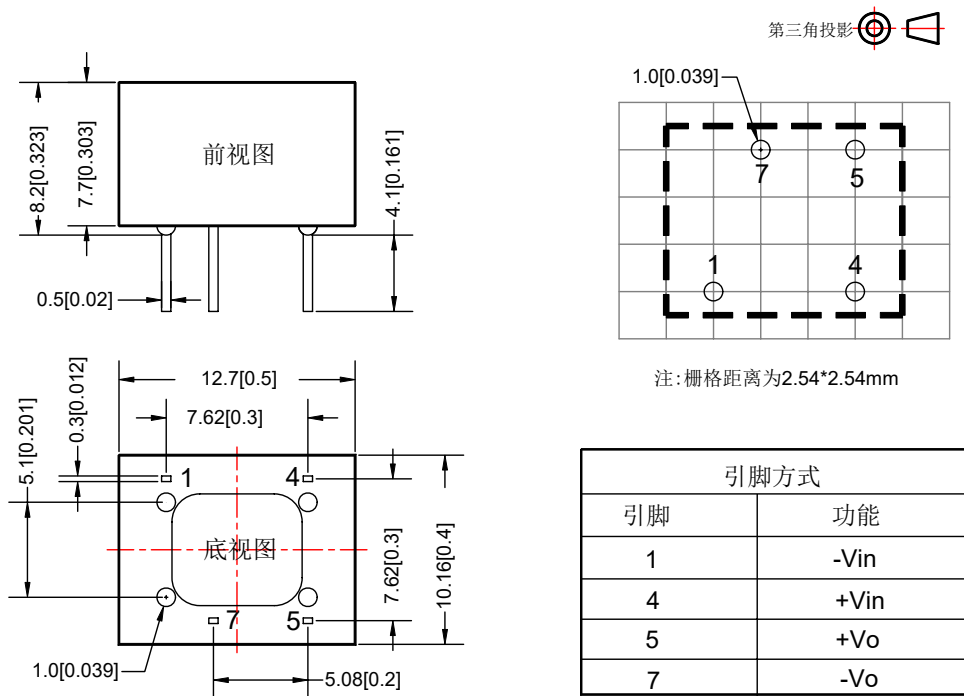 第三角投影
8.2[0.323]
7.7[0.303]
前视图
4.1[0.161]
0.5[0.02]
1.0[0.039]
7
5
1
4
注:栅格距离为2.54*2.54mm
12.7[0.5]
7.62[0.3]
0.3[0.012]
5.1[0.201]
1
4
底视图
7.62[0.3]
10.16[0.4]
7
5
1.0[0.039]
5.08[0.2]
引脚方式
引脚 功能
1 -Vin
4 +Vin
5 +Vo
7 -Vo